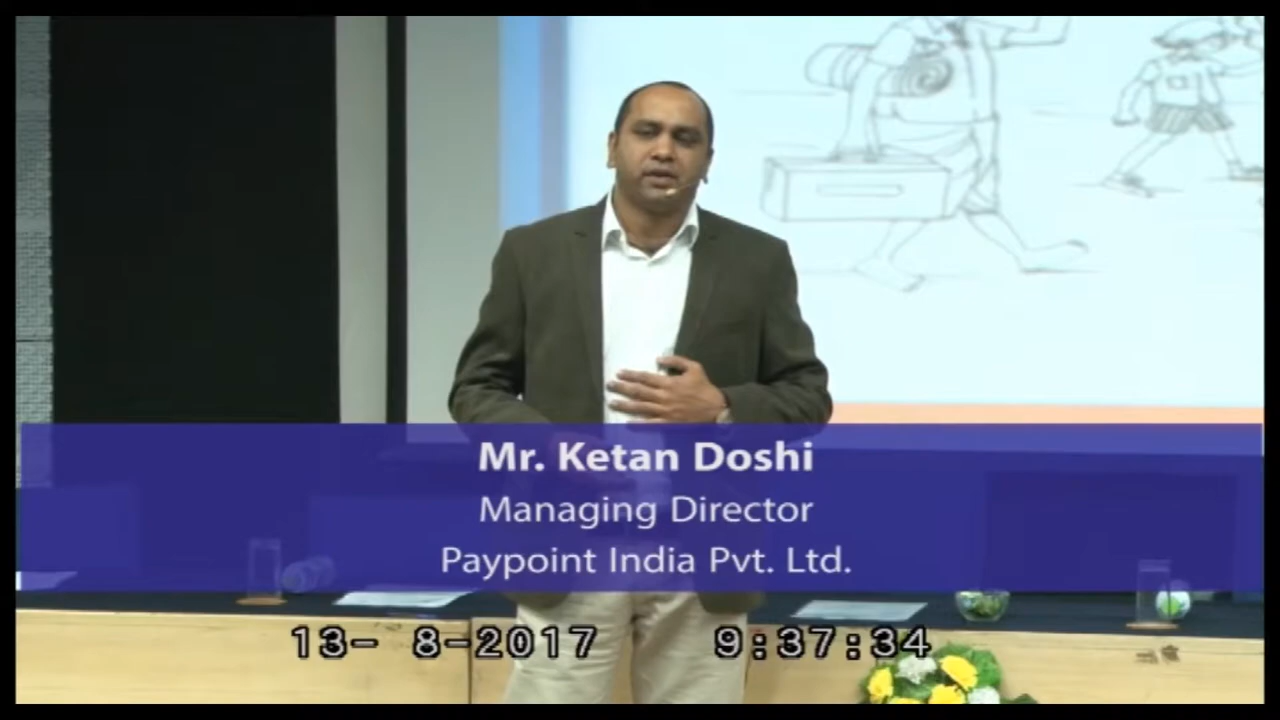 Mr. Ketan Doshi
Managing Director
Paypoint India Pvt. Ltd.
13- 8-2017 9:37:34